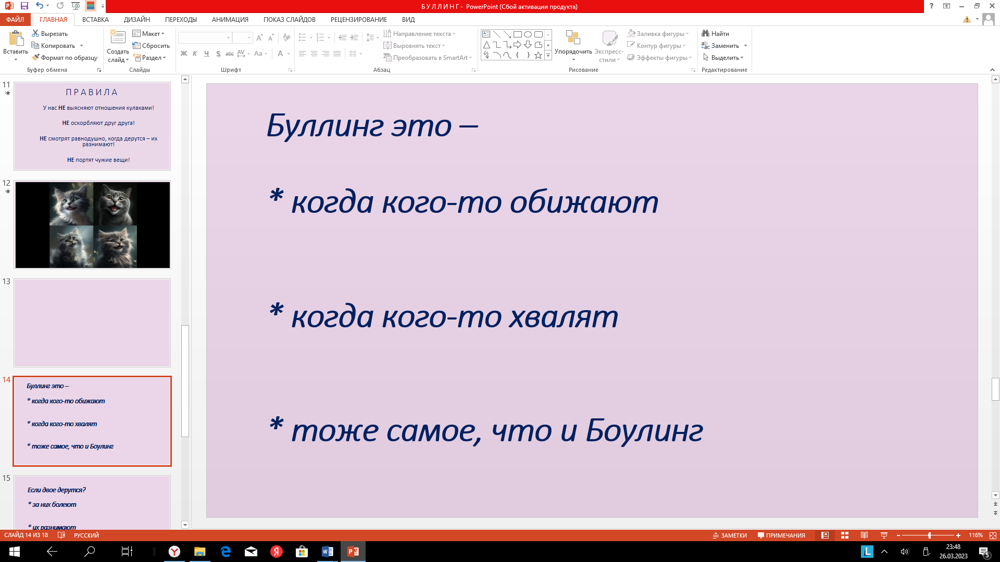 Б У Л Л И Н Г - PowerPoint (Сбой активации продукта)
ФАЙЛ ГЛАВНАЯ ВСТАВКА ДИЗАЙН ПЕРЕХОДЫ АНИМАЦИЯ ПОКАЗ СЛАЙДОВ РЕЦЕНЗИРОВАНИЕ ВИД
Вставить
Вырезать
Копировать
Формат по образцу
Буфер обмена
Создать
слайд
Макет
Сбросить
Раздел
Слайды
Ж К Ч S abc AV Aa A
Шрифт
Направление текста
Выровнять текст
Преобразовать в SmartArt
Абзац
Упорядочить
Экспресс-
стили
Заливка фигуры
Контур фигуры
Эффекты фигуры
Рисование
Найти
Заменить
Выделить
Редактирование
11
П Р А В И Л А
У нас НЕ выясняют отношения кулаками!
НЕ оскорбляют друг друга!
НЕ смотрят равнодушно, когда дерутся – их
разнимают!
НЕ портят чужие вещи!
12
13
14
Буллинг это –
* когда кого-то обижают
* когда кого-то хвалят
* тоже самое, что и Боулинг
15
Если двое дерутся?
* за них болеют
* их разнимают
Буллинг это –
* когда кого-то обижают
* когда кого-то хвалят
* тоже самое, что и Боулинг
СЛАЙД 14 ИЗ 18 РУССКИЙ ЗАМЕТКИ ПРИМЕЧАНИЯ 116%
23:48
26.03.2023
5